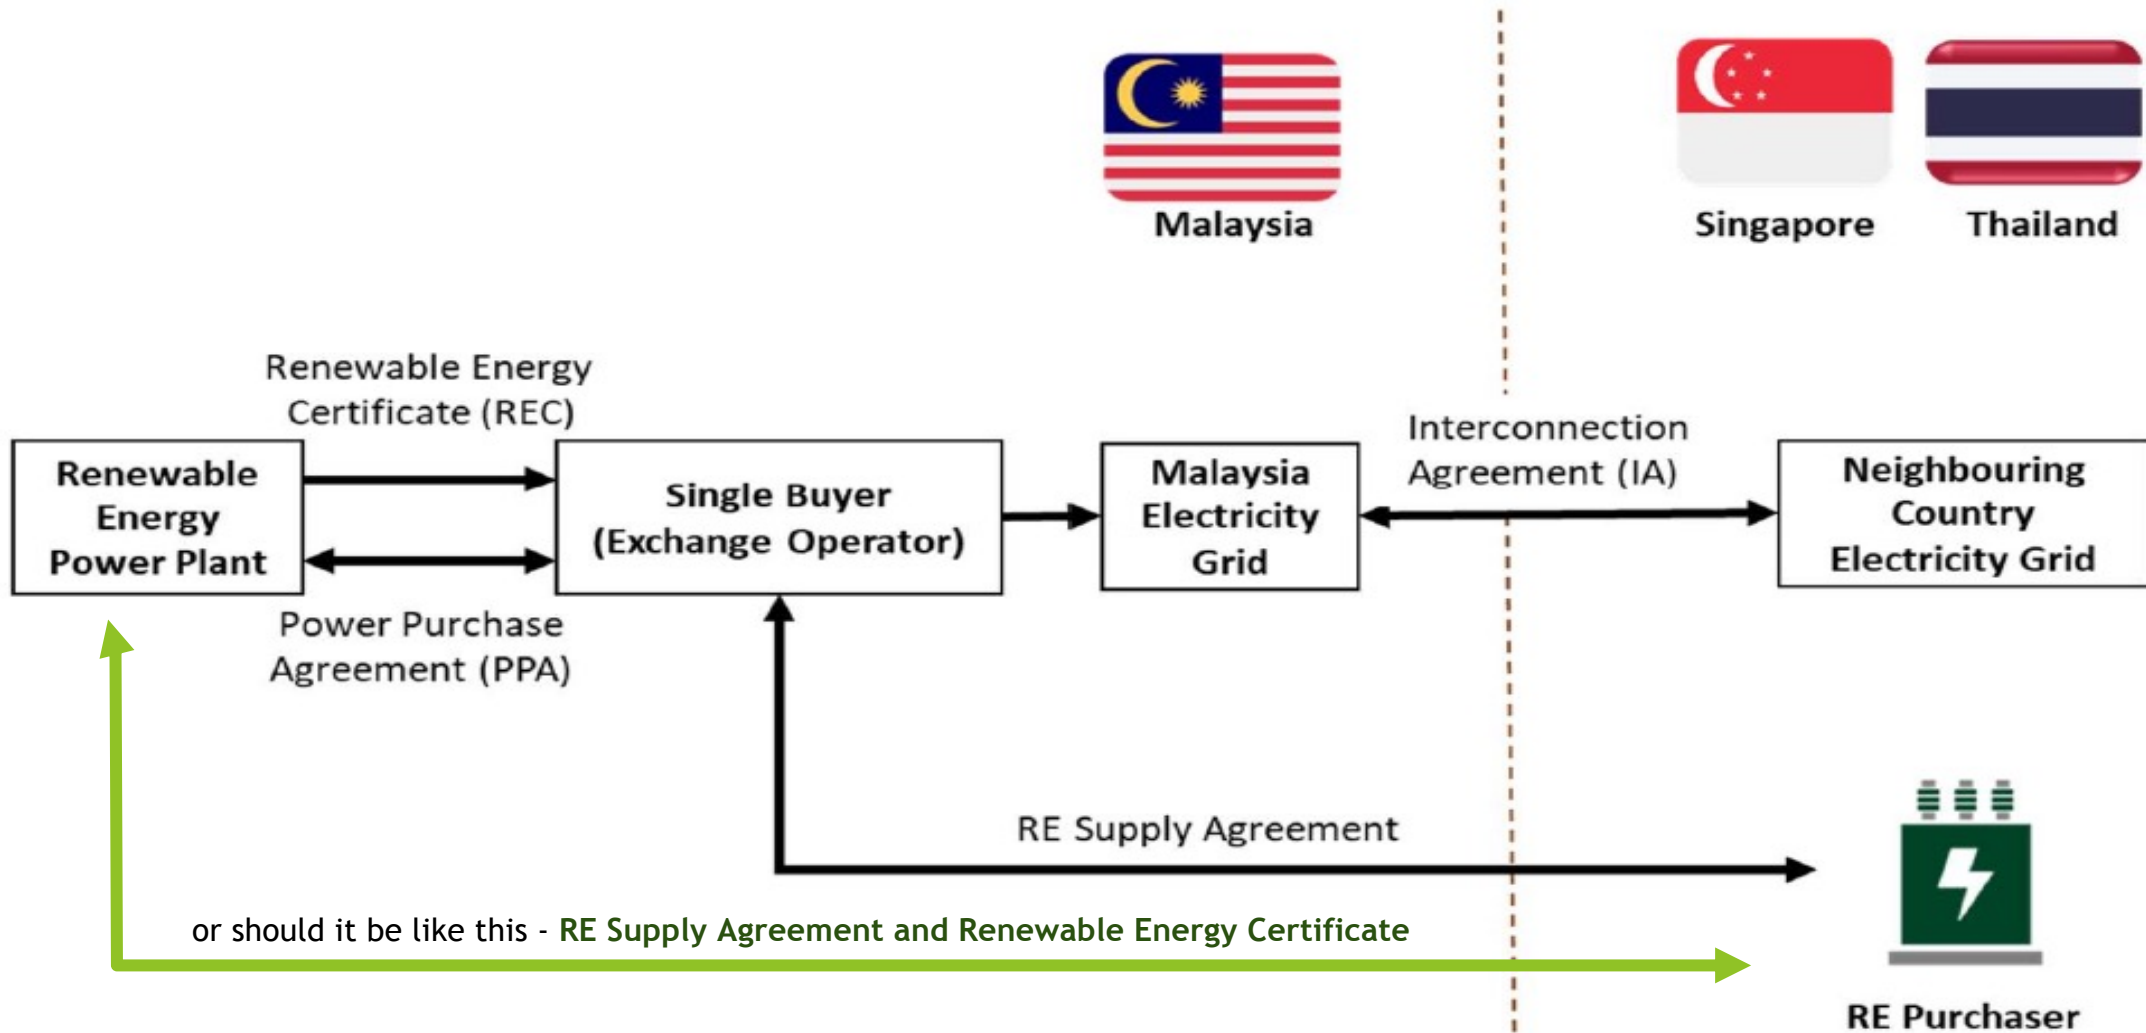 Malaysia
Singapore
Thailand
Renewable Energy
Certificate (REC)
Renewable
Energy
Power Plant
Single Buyer
(Exchange Operator)
Malaysia
Electricity
Grid
Interconnection
Agreement (IA)
Neighbouring
Country
Electricity Grid
Power Purchase
Agreement (PPA)
RE Supply Agreement
or should it be like this - RE Supply Agreement and Renewable Energy Certificate
RE Purchaser